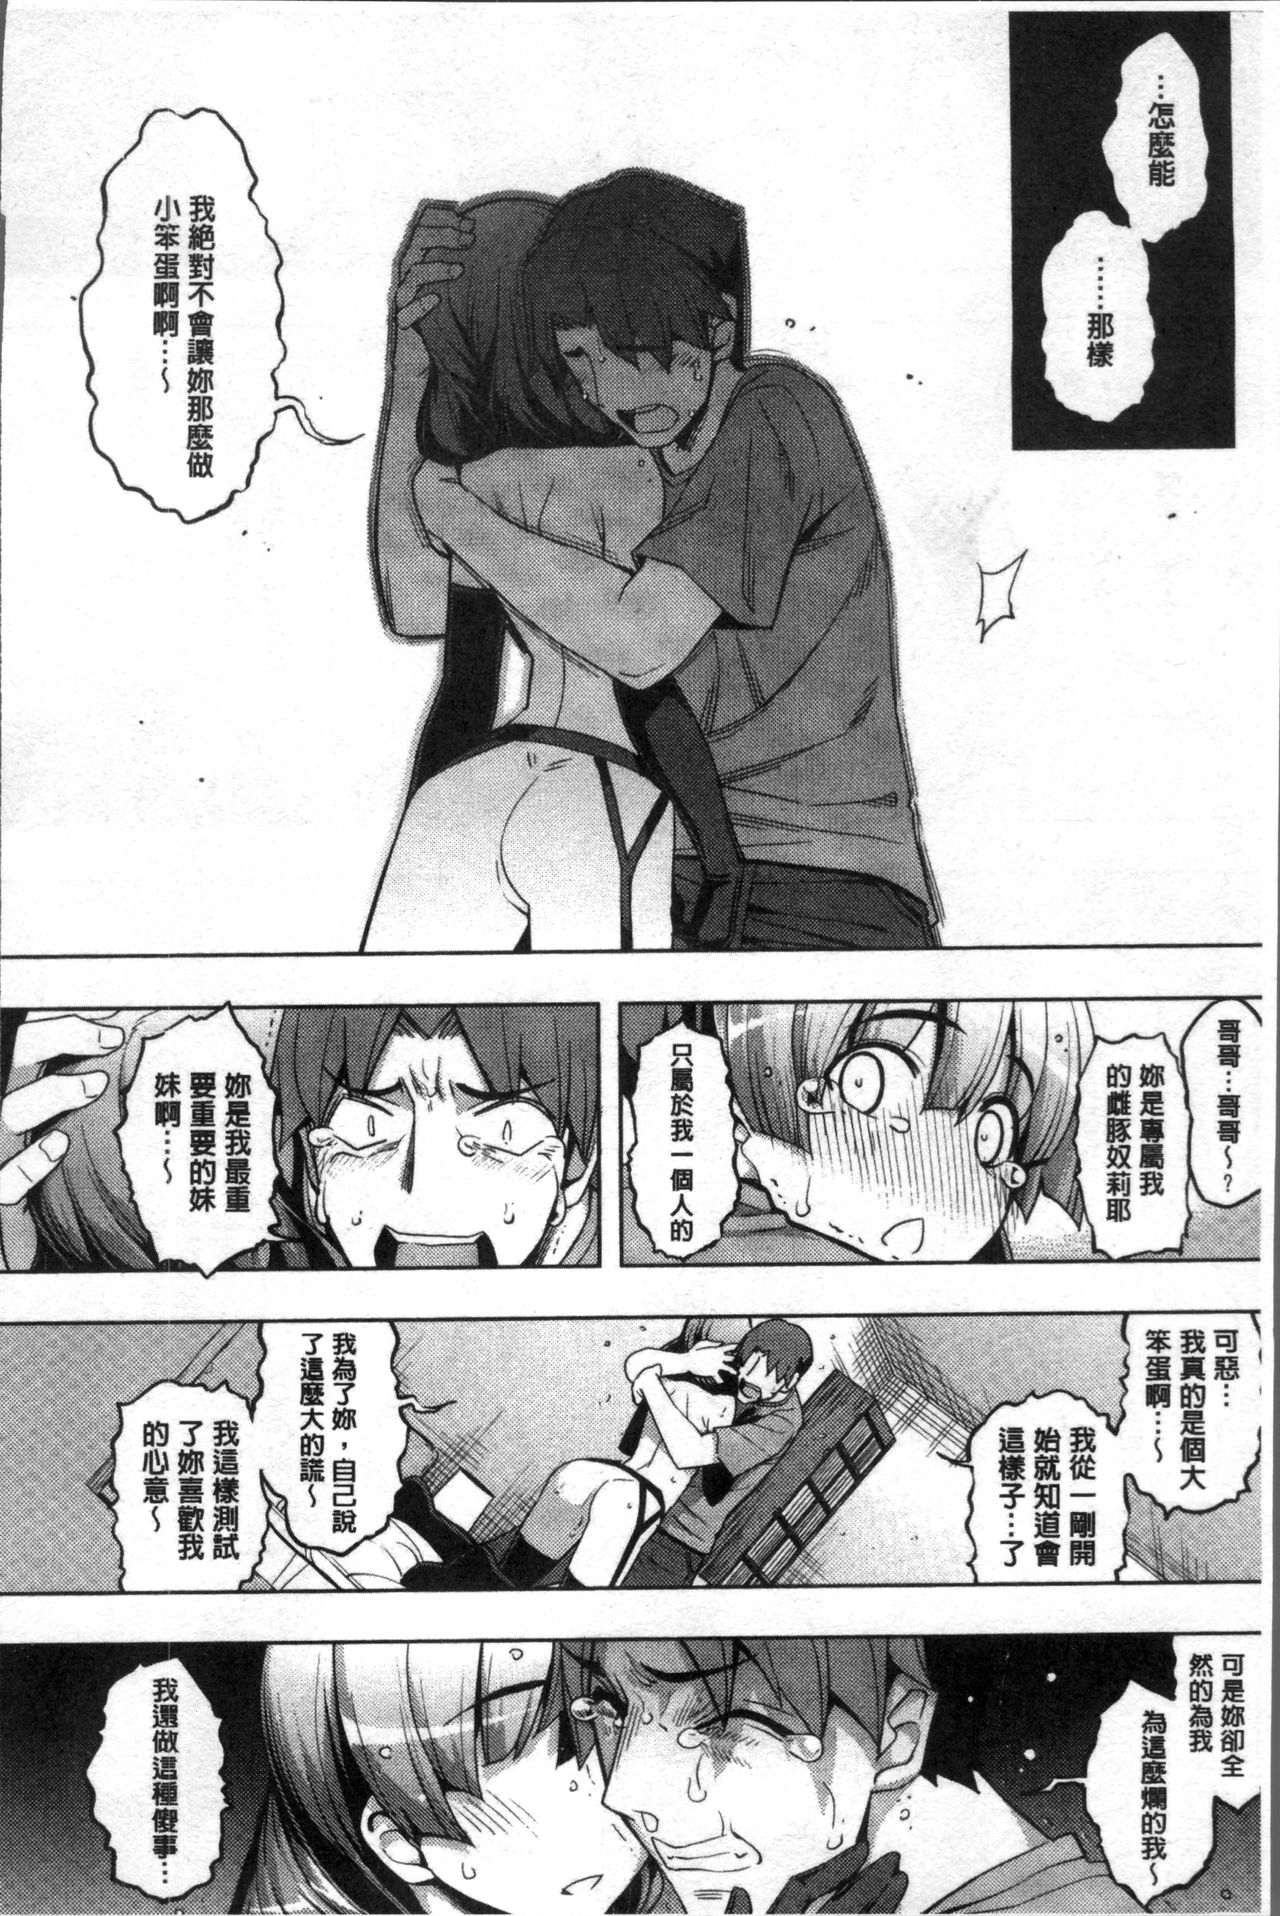 …怎麼能
……那樣
我絕對不會讓妳那麼做
小笨蛋啊啊…～
哥哥…哥哥～?
妳是專屬我
的雌豚奴莉耶
只屬於我一個人的
妳是我最重
要重要的妹
妹啊…～
可惡…
我真的是個大
笨蛋啊…～
我從一剛開
始就知道會
這樣子…了
我為了妳，自己說
了這麼大的謊～
我這樣測試
了妳喜歡我
的心意～
可是妳卻全
然的為我
為這麼爛的我～
我還做這種傻事…